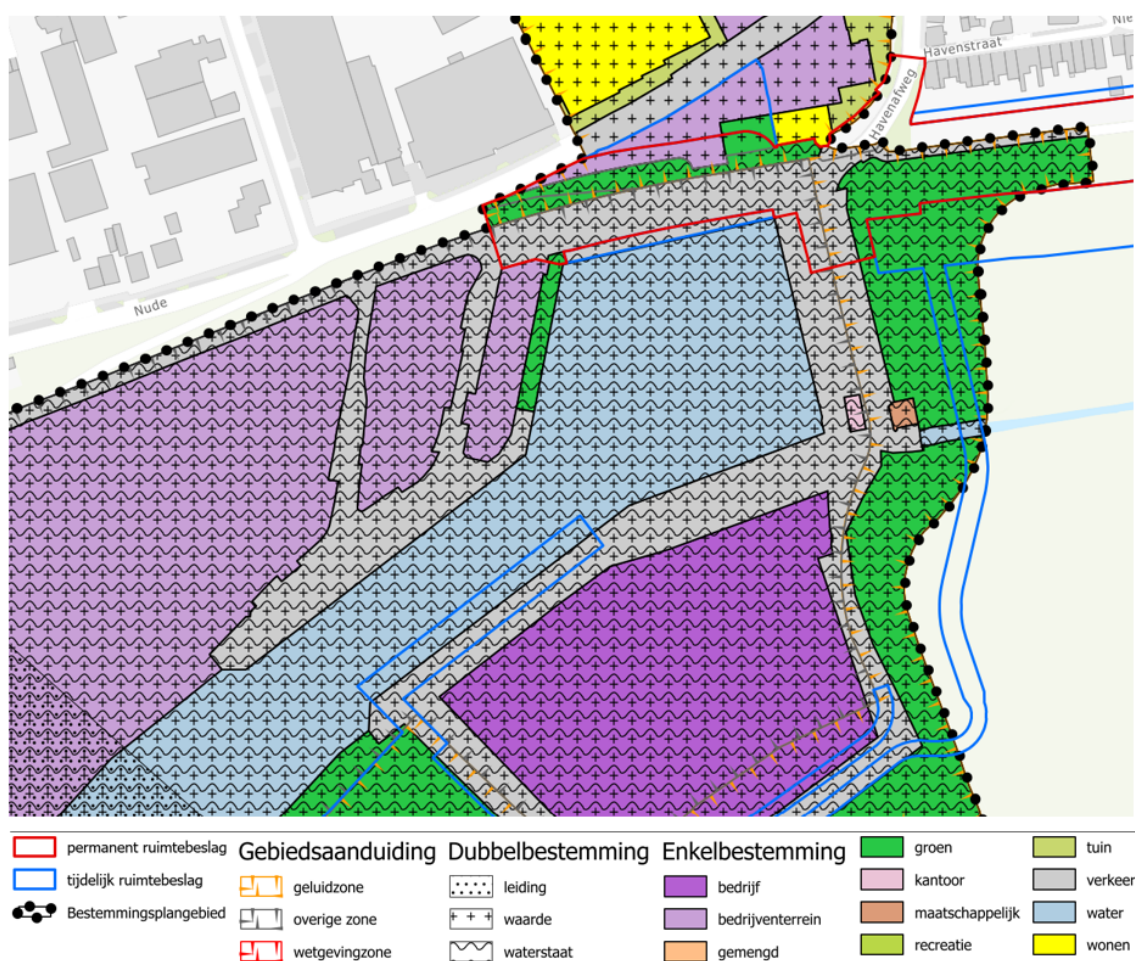 Nie
Havenstraat
Havenafweg
Nude
permanent ruimtebeslag
tijdelijk ruimtebeslag
Bestemmingsplangebied
Gebiedsaanduiding
geluidzone
overige zone
wetgevingzone
Dubbelbestemming
leiding
waarde
waterstaat
Enkelbestemming
bedrijf
bedrijventerrein
gemengd
groen
kantoor
maatschappelijk
recreatie
tuin
verkeer
water
wonen